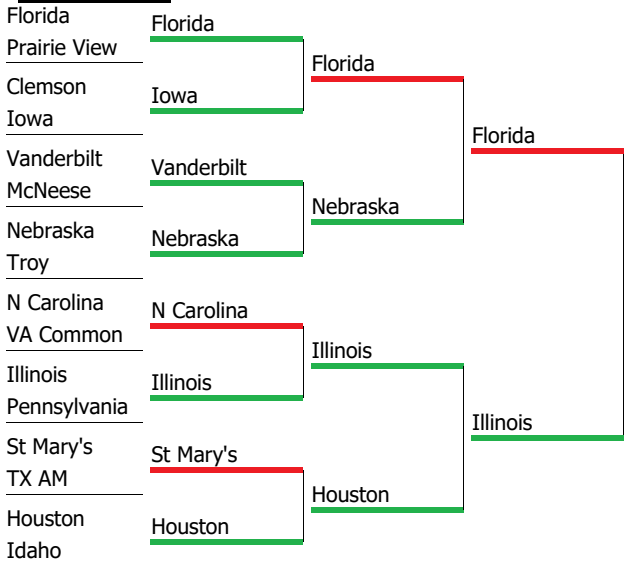 Florida
Prairie View
Clemson
Iowa
Vanderbilt
McNeese
Nebraska
Troy
N Carolina
VA Common
Illinois
Pennsylvania
St Mary's
TX AM
Houston
Idaho
Florida
Iowa
Vanderbilt
Nebraska
N Carolina
Illinois
St Mary's
Houston
Florida
Nebraska
Illinois
Houston
Florida
Illinois